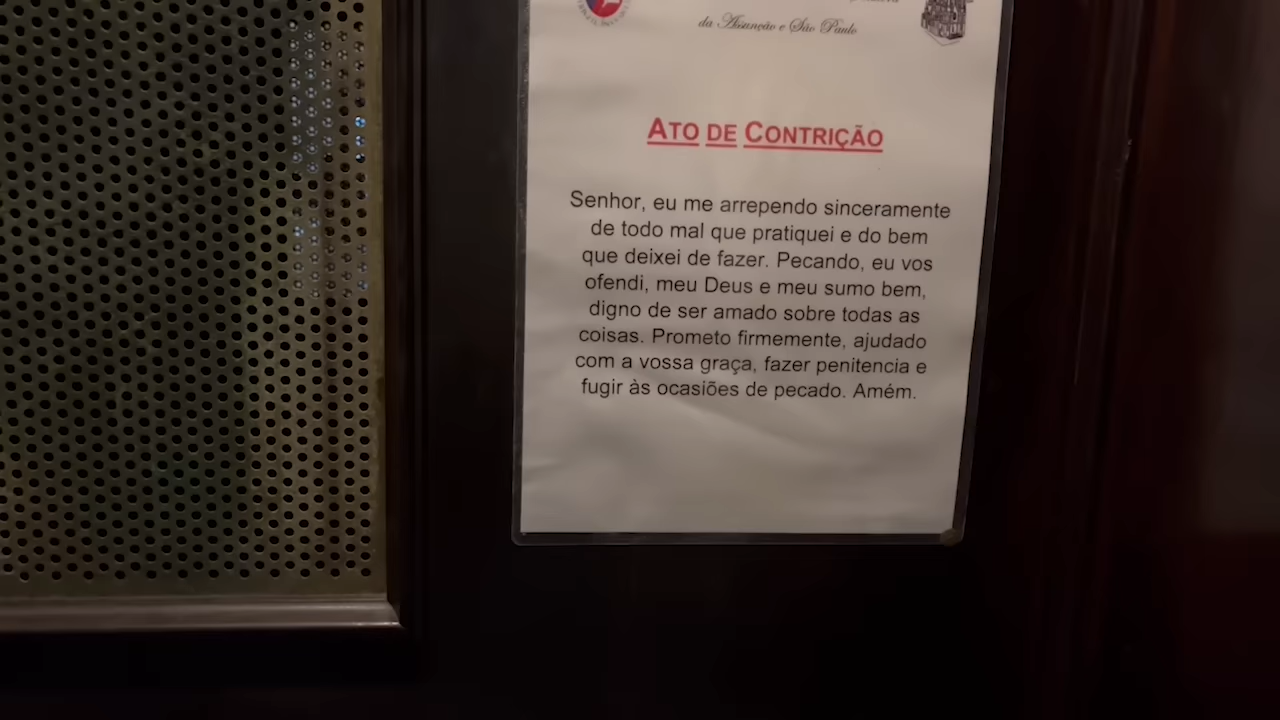 da Assunção e São Paulo
ATO DE CONTRIÇÃO
Senhor, eu me arrependo sinceramente
de todo mal que pratiquei e do bem
que deixei de fazer. Pecando, eu vos
ofendi, meu Deus e meu sumo bem,
digno de ser amado sobre todas as
coisas. Prometo firmemente, ajudado
com a vossa graça, fazer penitencia e
fugir às ocasiões de pecado. Amém.